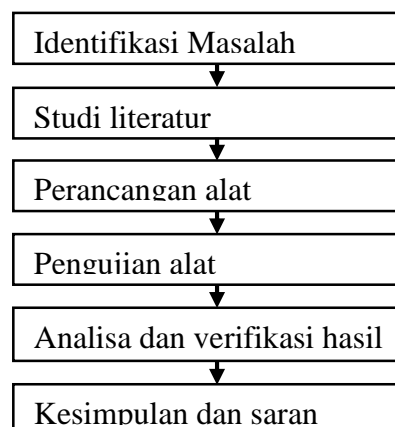 Identifikasi Masalah
Studi literatur
Perancangan alat
Pengujian alat
Analisa dan verifikasi hasil
Kesimpulan dan saran